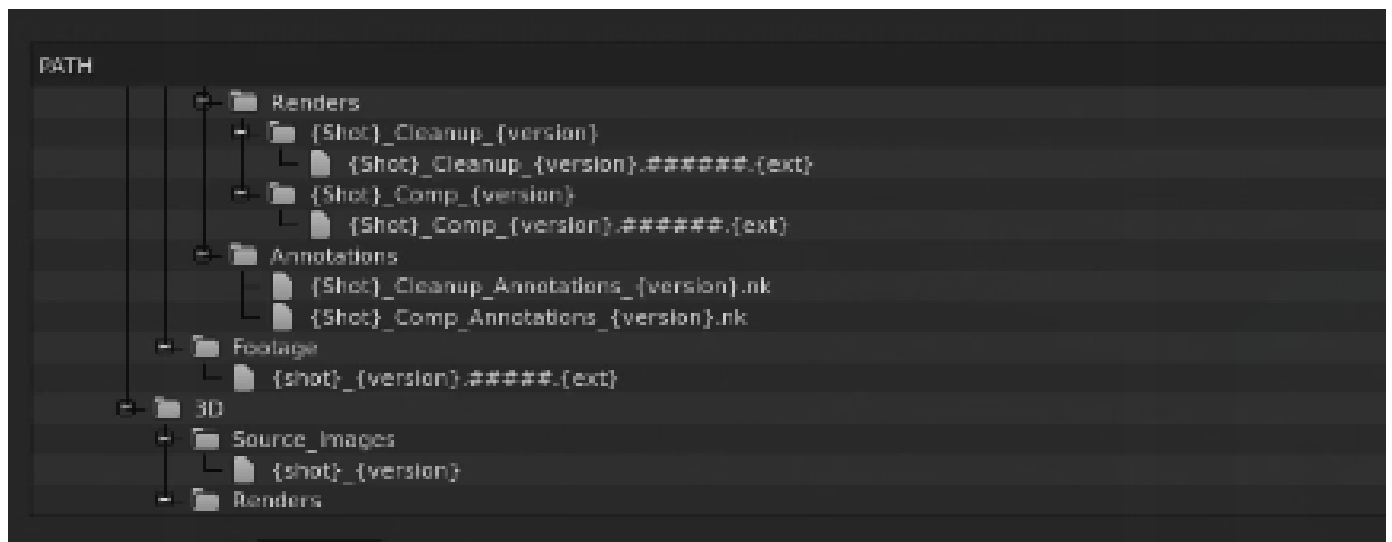 PATH
Renders
{Shot}_Cleanup_{version}
{Shot}_Cleanup_{version}.######.{ext}
{Shot}_Comp_{version}
{Shot}_Comp_{version}.######.{ext}
Annotations
{Shot}_Cleanup_Annotations_{version}.nk
{Shot}_Comp_Annotations_{version}.nk
Footage
{shot}_{version}.#####.{ext}
3D
Source_Images
{shot}_{version}
Renders